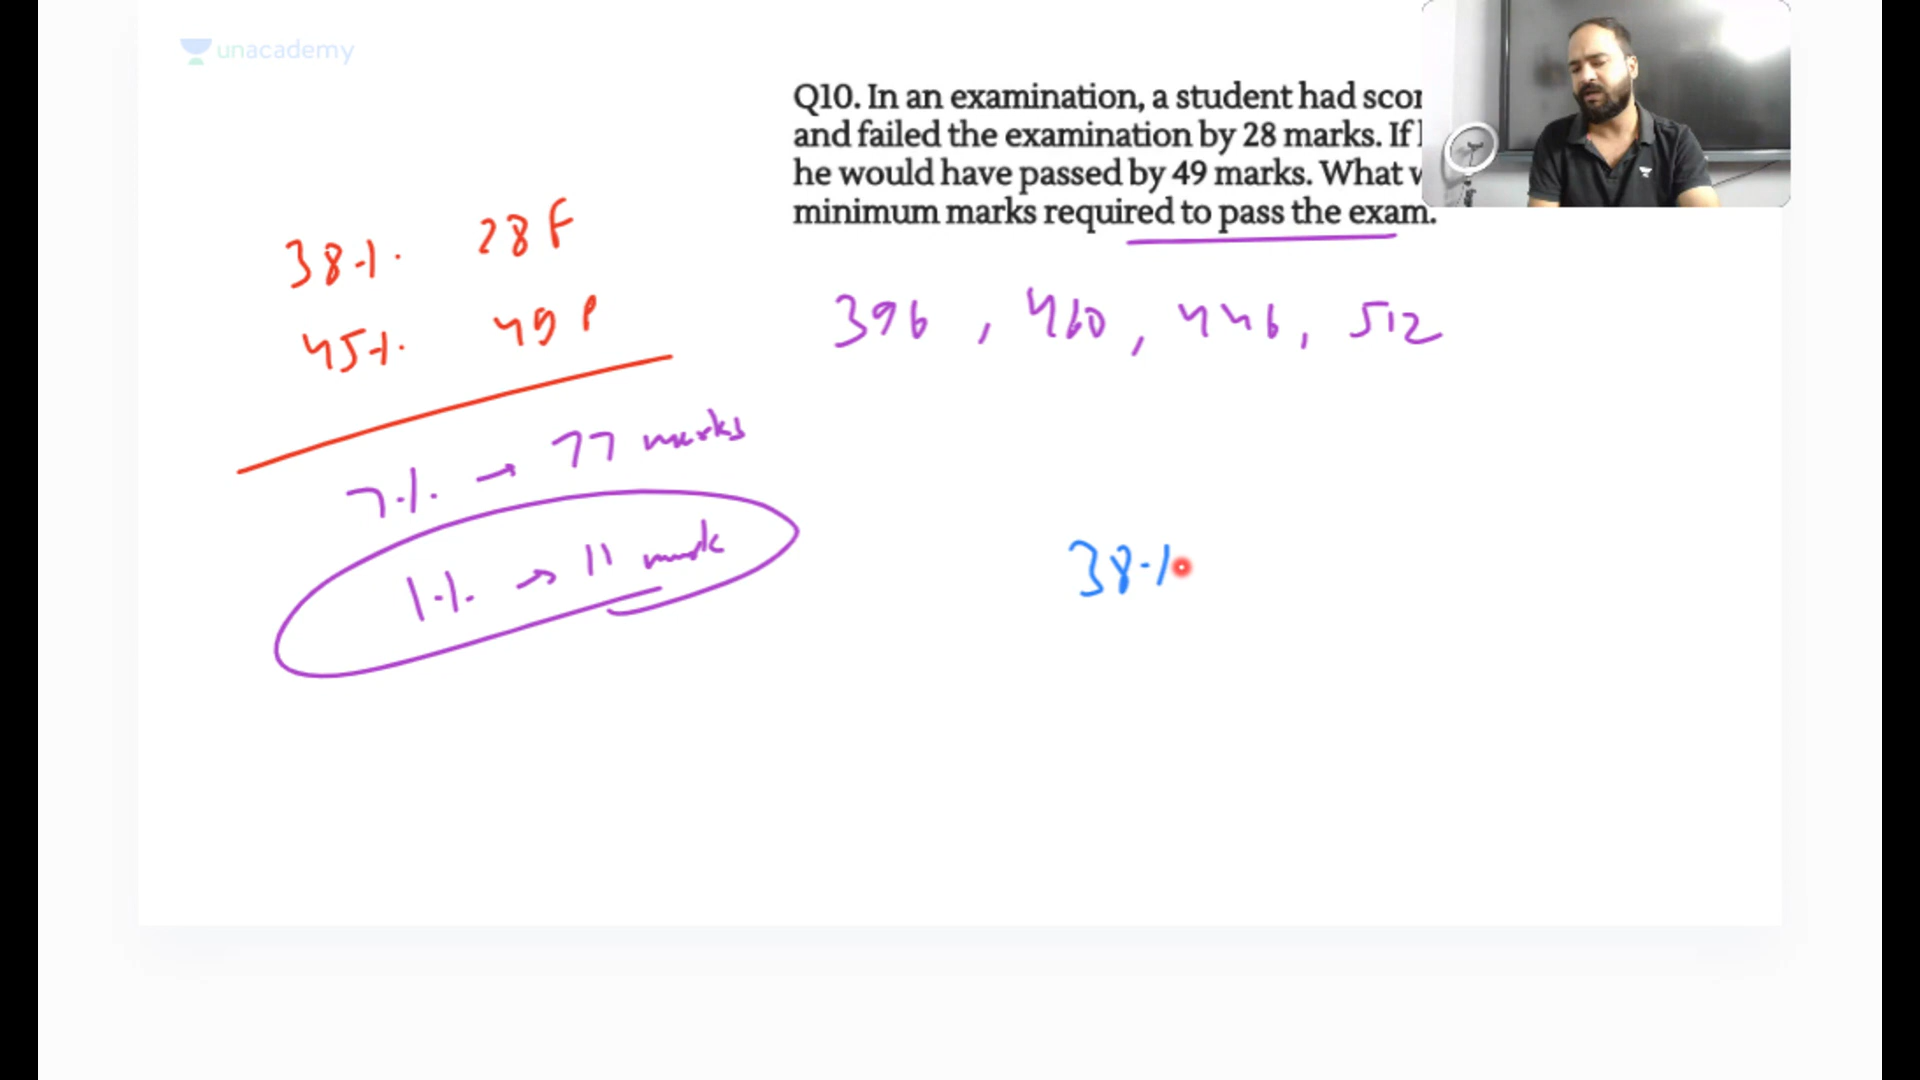 unacademy
Q10. In an examination, a student had
and failed the examination by 28 marks. If
he would have passed by 49 marks. What
minimum marks required to pass the exam.
38% 28 F
45% 49 P
396 , 460 , 446 , 512
7% → 77 marks
1% → 11 mark
38%